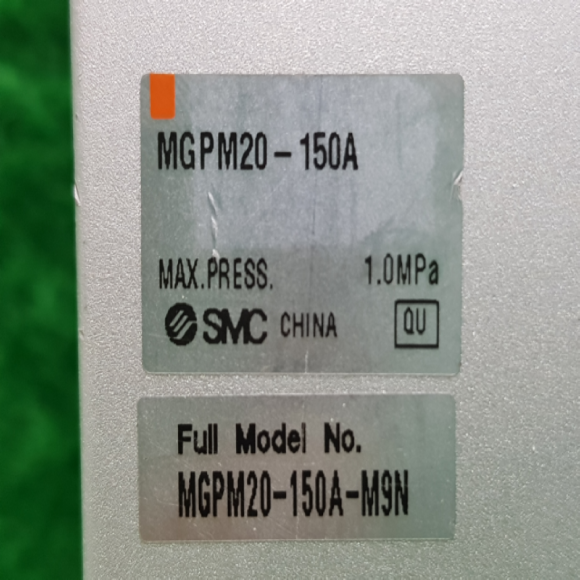 MGPM20-150A
MAX.PRESS. 1.0MPa
SMC CHINA QU
Full Model No.
MGPM20-150A-M9N